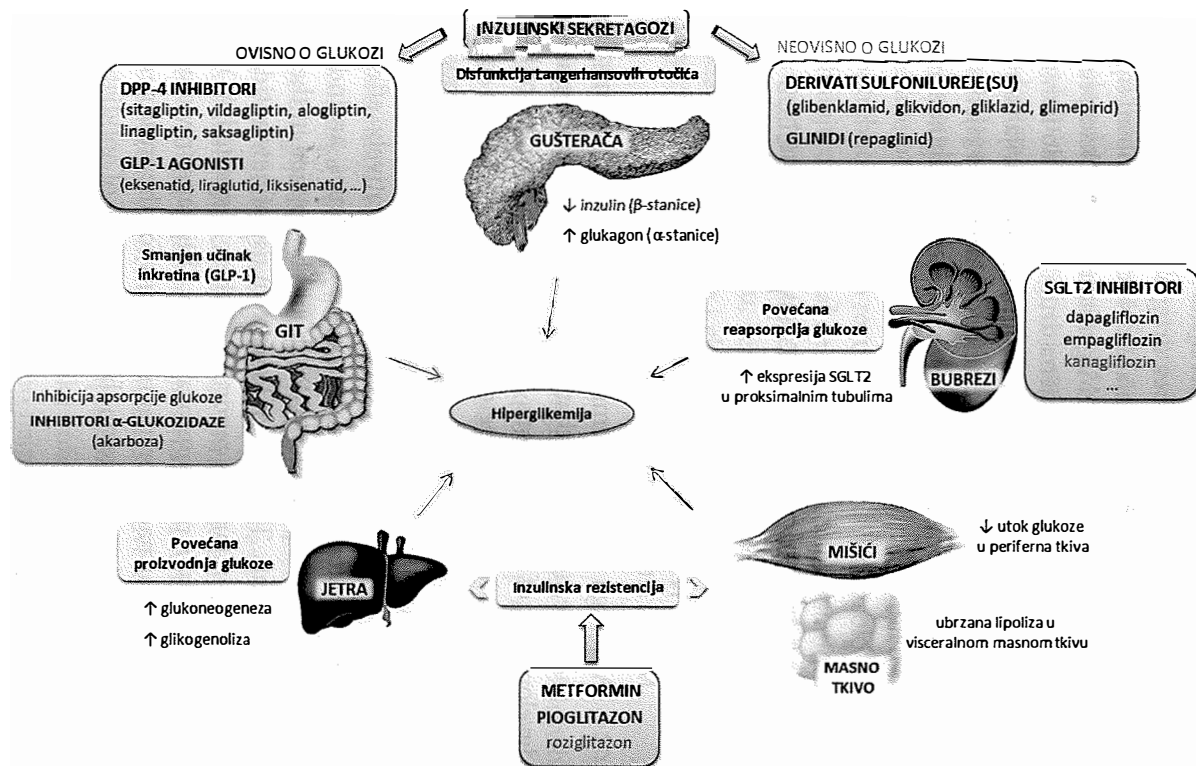 INZULINSKI SEKRETAGOZI
OVISNO O GLUKOZI
NEOVISNO O GLUKOZI
Disfunkcija Langerhansovih otočića
DPP-4 INHIBITORI
(sitagliptin, vildagliptin, alogliptin,
linagliptin, saksagliptin)
GLP-1 AGONISTI
(eksenatid, liraglutid, liksisenatid, ...)
DERIVATI SULFONILUREJE (SU)
(glibenklamid, glikvidon, gliklazid, glimepirid)
GLINIDI (repaglinid)
GUŠTERAČA
↓ inzulin (β-stanice)
↑ glukagon (α-stanice)
Smanjen učinak
inkretina (GLP-1)
GIT
Inhibicija apsorpcije glukoze
INHIBITORI α-GLUKOZIDAZE
(akarboza)
Povećana
reapsorpcija glukoze
↑ ekspresija SGLT2
u proksimalnim tubulima
BUBREZI
SGLT2 INHIBITORI
dapagliflozin
empagliflozin
kanagliflozin
...
Hiperglikemija
Povećana
proizvodnja glukoze
↑ glukoneogeneza
↑ glikogenoliza
JETRA
Inzulinska rezistencija
MIŠIĆI
↓ utok glukoze
u periferna tkiva
ubrzana lipoliza u
visceralnom masnom tkivu
MASNO
TKIVO
METFORMIN
PIOGLITAZON
roziglitazon